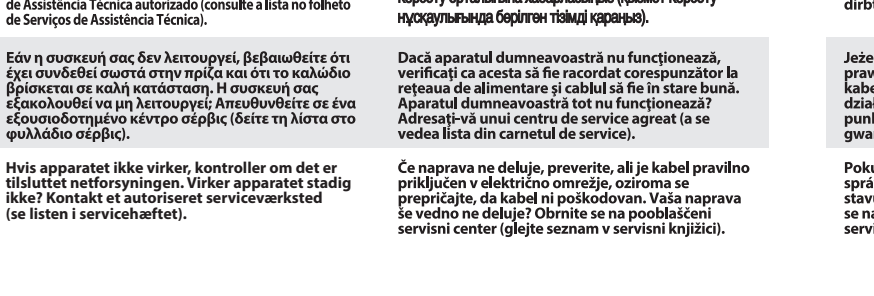 de Assistência Técnica autorizado (consulte a lista no folheto
de Serviços de Assistência Técnica).
нұсқаулығында берілген тізімді қараңыз).
Εάν η συσκευή σας δεν λειτουργεί, βεβαιωθείτε ότι
έχει συνδεθεί σωστά στην πρίζα και ότι το καλώδιο
βρίσκεται σε καλή κατάσταση. Η συσκευή σας
εξακολουθεί να μη λειτουργεί; Απευθυνθείτε σε ένα
εξουσιοδοτημένο κέντρο σέρβις (δείτε τη λίστα στο
φυλλάδιο σέρβις).
Dacă aparatul dumneavoastră nu funcţionează,
verificaţi ca acesta să fie racordat corespunzător la
reţeaua de alimentare şi cablul să fie în stare bună.
Aparatul dumneavoastră tot nu funcţionează?
Adresaţi-vă unui centru de service agreat (a se
vedea lista din carnetul de service).
Hvis apparatet ikke virker, kontroller om det er
tilsluttet netforsyningen. Virker apparatet stadig
ikke? Kontakt et autoriseret serviceværksted
(se listen i servicehæftet).
Če naprava ne deluje, preverite, ali je kabel pravilno
priključen v električno omrežje, oziroma se
prepričajte, da kabel ni poškodovan. Vaša naprava
še vedno ne deluje? Obrnite se na pooblaščeni
servisni center (glejte seznam v servisni knjižici).